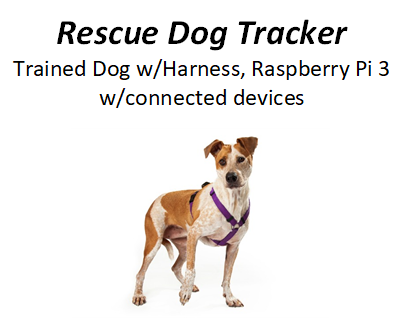 Rescue Dog Tracker
Trained Dog w/Harness, Raspberry Pi 3
w/connected devices